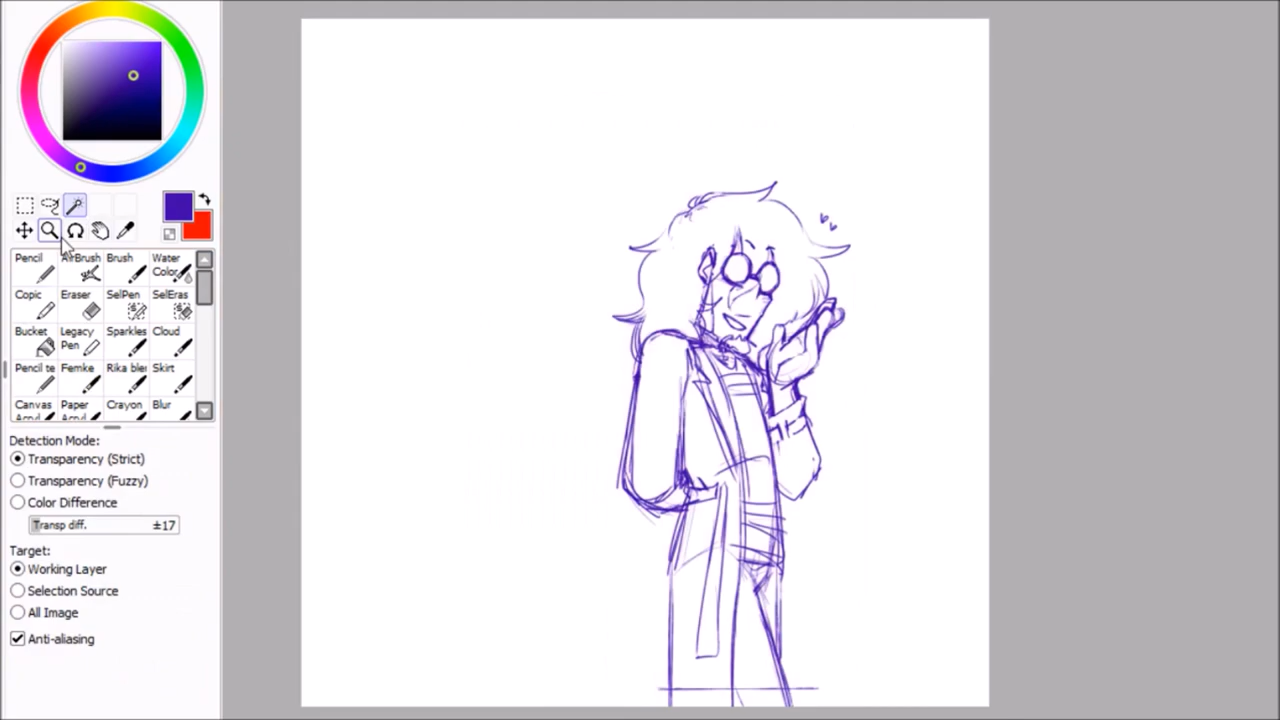 Pencil AirBrush Brush Water Color
Copic Eraser SelPen SelEras
Bucket Legacy Pen Sparkles Cloud
Pencil te Femke Rika ble Skirt
Canvas Paper Crayon Blur
Detection Mode:
Transparency (Strict)
Transparency (Fuzzy)
Color Difference
Transp diff. ±17
Target:
Working Layer
Selection Source
All Image
Anti-aliasing